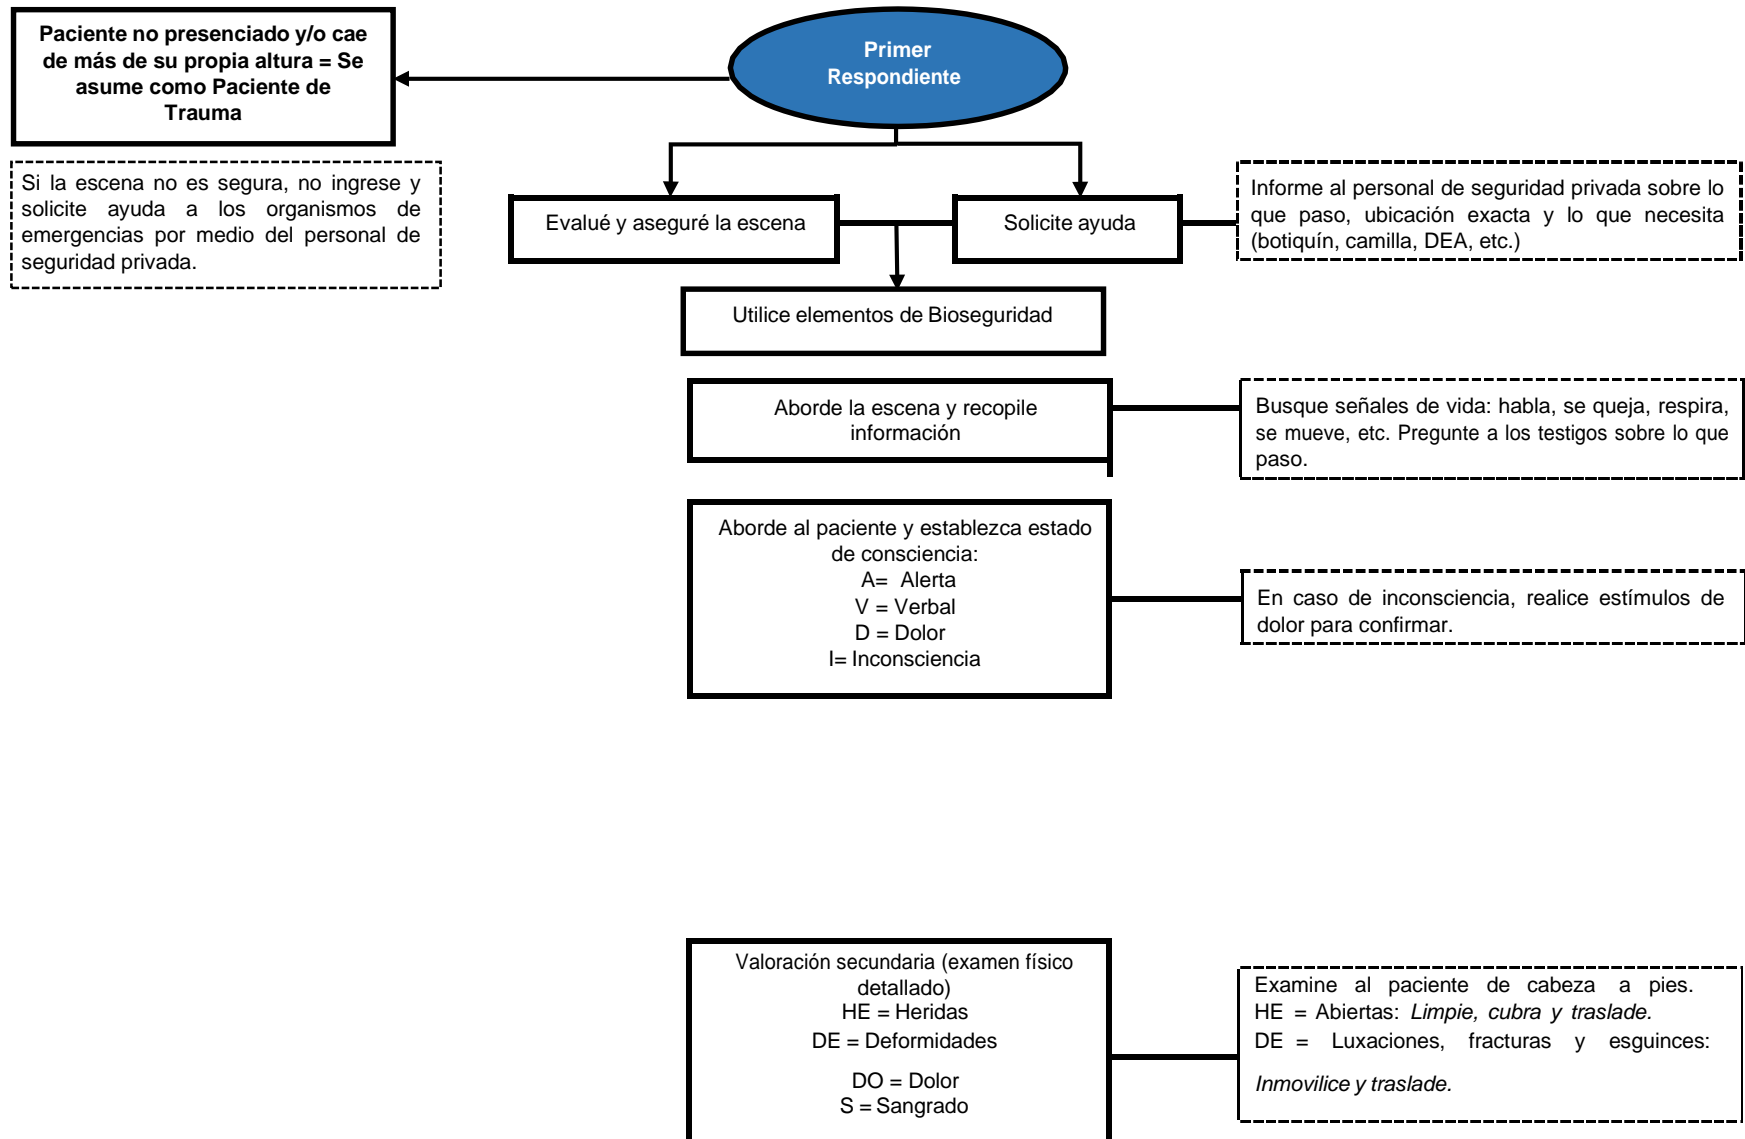 Paciente no presenciado y/o cae
de más de su propia altura = Se
asume como Paciente de
Trauma
Primer
Respondiente
Si la escena no es segura, no ingrese y
solicite ayuda a los organismos de
emergencias por medio del personal de
seguridad privada.
Evalué y aseguré la escena
Solicite ayuda
Informe al personal de seguridad privada sobre lo
que paso, ubicación exacta y lo que necesita
(botiquín, camilla, DEA, etc.)
Utilice elementos de Bioseguridad
Aborde la escena y recopile
información
Busque señales de vida: habla, se queja, respira,
se mueve, etc. Pregunte a los testigos sobre lo que
paso.
Aborde al paciente y establezca estado
de consciencia:
A= Alerta
V = Verbal
D = Dolor
I= Inconsciencia
En caso de inconsciencia, realice estímulos de
dolor para confirmar.
Valoración secundaria (examen físico
detallado)
HE = Heridas
DE = Deformidades
DO = Dolor
S = Sangrado
Examine al paciente de cabeza a pies.
HE = Abiertas: Limpie, cubra y traslade.
DE = Luxaciones, fracturas y esguinces:
Inmovilice y traslade.